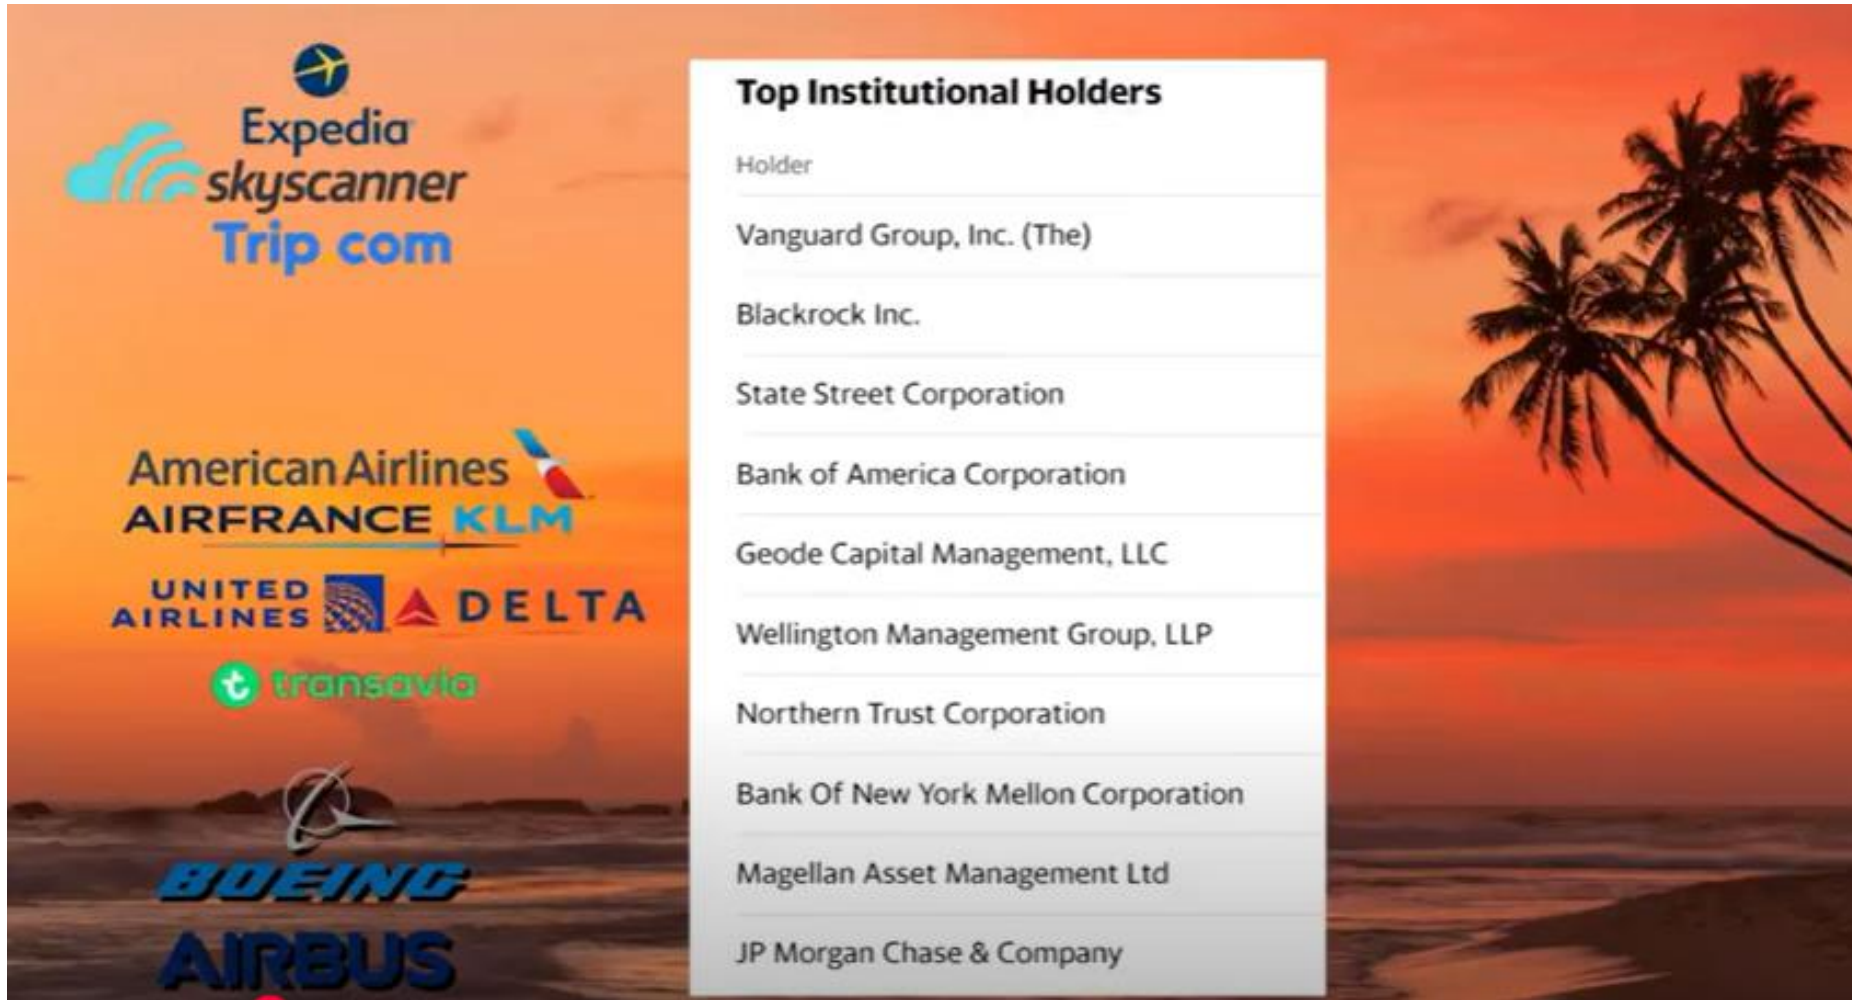 Expedia
skyscanner
Trip com
American Airlines
AIRFRANCE KLM
UNITED
AIRLINES
DELTA
transavia
BOEING
AIRBUS
Top Institutional Holders
Holder
Vanguard Group, Inc. (The)
Blackrock Inc.
State Street Corporation
Bank of America Corporation
Geode Capital Management, LLC
Wellington Management Group, LLP
Northern Trust Corporation
Bank Of New York Mellon Corporation
Magellan Asset Management Ltd
JP Morgan Chase & Company